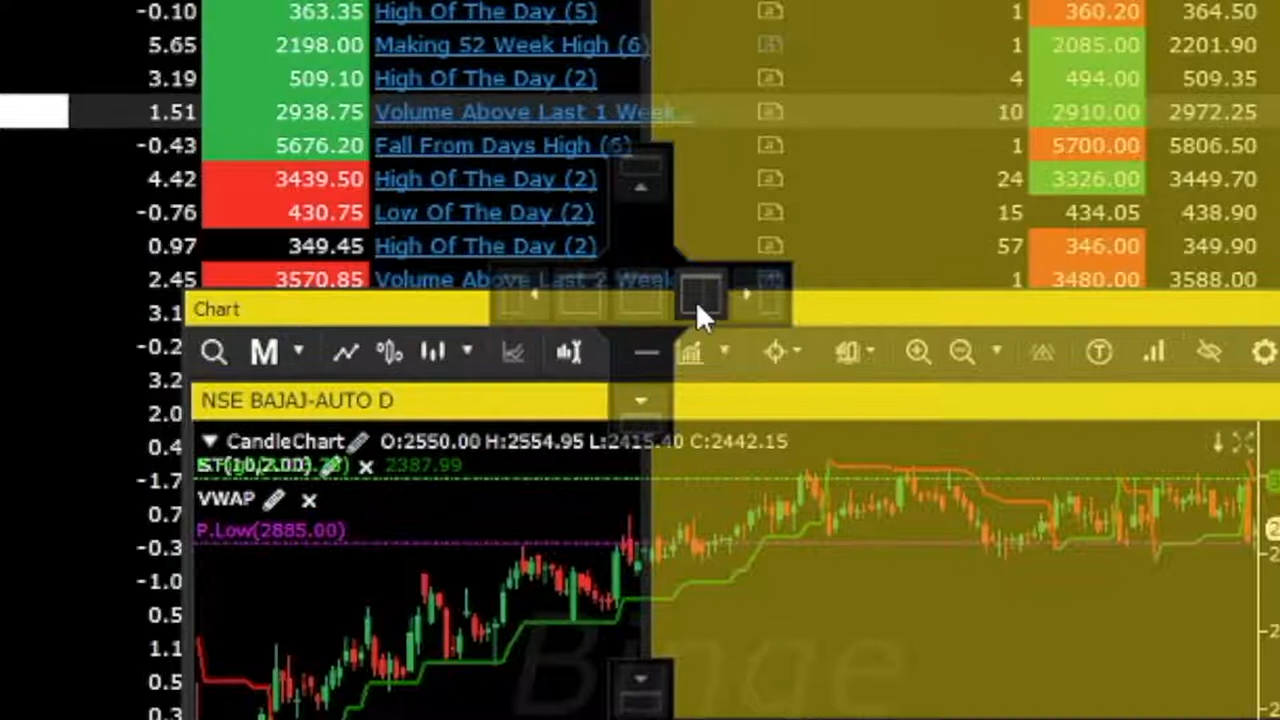 -0.10 363.35 High Of The Day (5) 1 360.20 364.50
5.65 2198.00 Making 52 Week High (6) 1 2085.00 2201.90
3.19 509.10 High Of The Day (2) 4 494.00 509.35
1.51 2938.75 Volume Above Last 1 Week... 10 2910.00 2972.25
-0.43 5676.20 Fall From Days High (6) 1 5700.00 5806.50
4.42 3439.50 High Of The Day (2) 24 3326.00 3449.70
-0.76 430.75 Low Of The Day (2) 15 434.05 438.90
0.97 349.45 High Of The Day (2) 57 346.00 349.90
2.45 3570.85 Volume Above Last 2 Week 1 3480.00 3588.00
3.1 Chart
-0.2 M T
3.2
2.0 NSE BAJAJ-AUTO D
0.4 CandleChart O:2550.00 H:2554.95 L:2415.40 C:2442.15
ST(10,2.00) 2387.99
-1.7
0.7 VWAP
P.Low(2885.00)
-0.3
-1.0
0.5
1.1 Binge
0.5
0.3